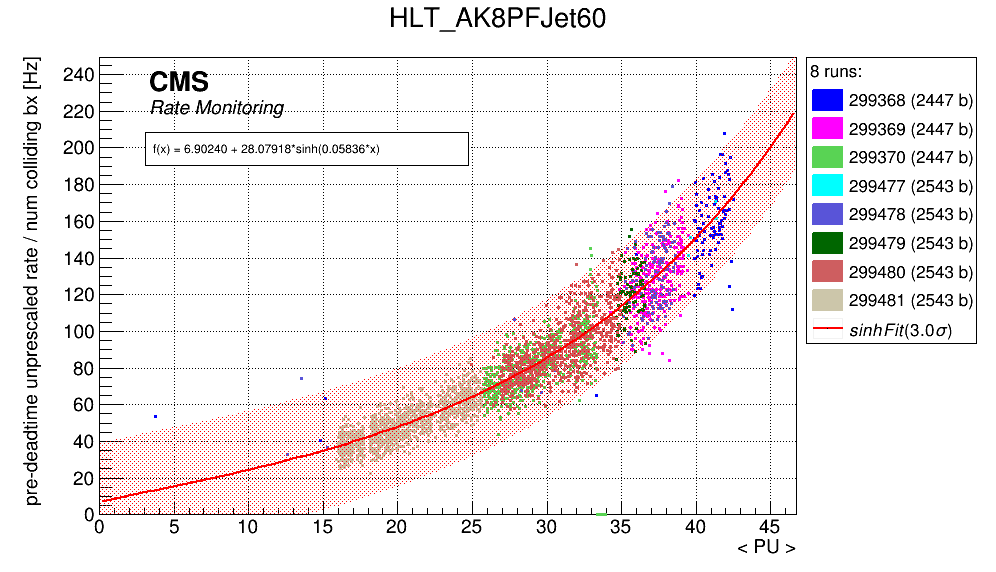 HLT_AK8PFJet60
pre-deadtime unprescaled rate / num colliding bx [Hz]
CMS
Rate Monitoring
f(x) = 6.90240 + 28.07918*sinh(0.05836*x)
240
220
200
180
160
140
120
100
80
60
40
20
0
0 5 10 15 20 25 30 35 40 45
< PU >
8 runs:
299368 (2447 b)
299369 (2447 b)
299370 (2447 b)
299477 (2543 b)
299478 (2543 b)
299479 (2543 b)
299480 (2543 b)
299481 (2543 b)
sinhFit(3.0σ)